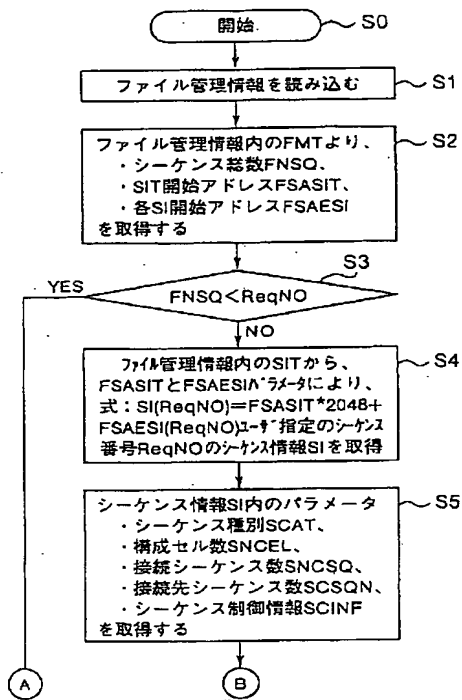 開始
S0
ファイル管理情報を読み込む
S1
ファイル管理情報内のFMTより、
・シーケンス総数FNSQ、
・SIT開始アドレスFSASIT、
・各SI開始アドレスFSAESI
を取得する
S2
S3
YES
FNSQ<ReqNO
NO
ファイル管理情報内のSITから、
FSASITとFSAESIパラメータにより、
式：SI(ReqNO)=FSASIT*2048+
FSAESI(ReqNO)ユーザ指定のシーケンス
番号ReqNOのシーケンス情報SIを取得
S4
シーケンス情報SI内のパラメータ
・シーケンス種別SCAT、
・構成セル数SNCEL、
・接続シーケンス数SNCSQ、
・接続先シーケンス数SCSQN、
・シーケンス制御情報SCINF
を取得する
S5
A
B